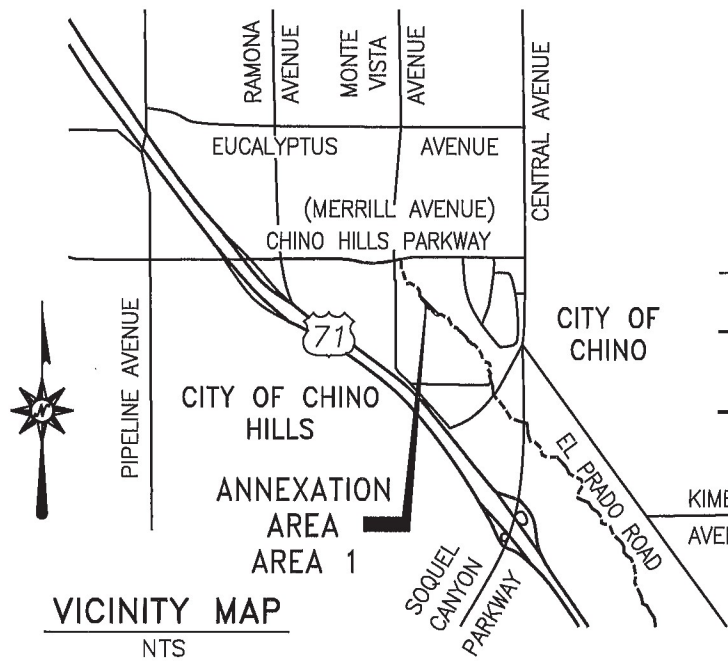 RAMONA
AVENUE
MONTE
VISTA
AVENUE
CENTRAL AVENUE
EUCALYPTUS AVENUE
(MERRILL AVENUE)
CHINO HILLS PARKWAY
71
CITY OF
CHINO
PIPELINE AVENUE
N
CITY OF CHINO
HILLS
ANNEXATION
AREA
AREA 1
EL PRADO ROAD
SOQUEL
CANYON
PARKWAY
VICINITY MAP
NTS